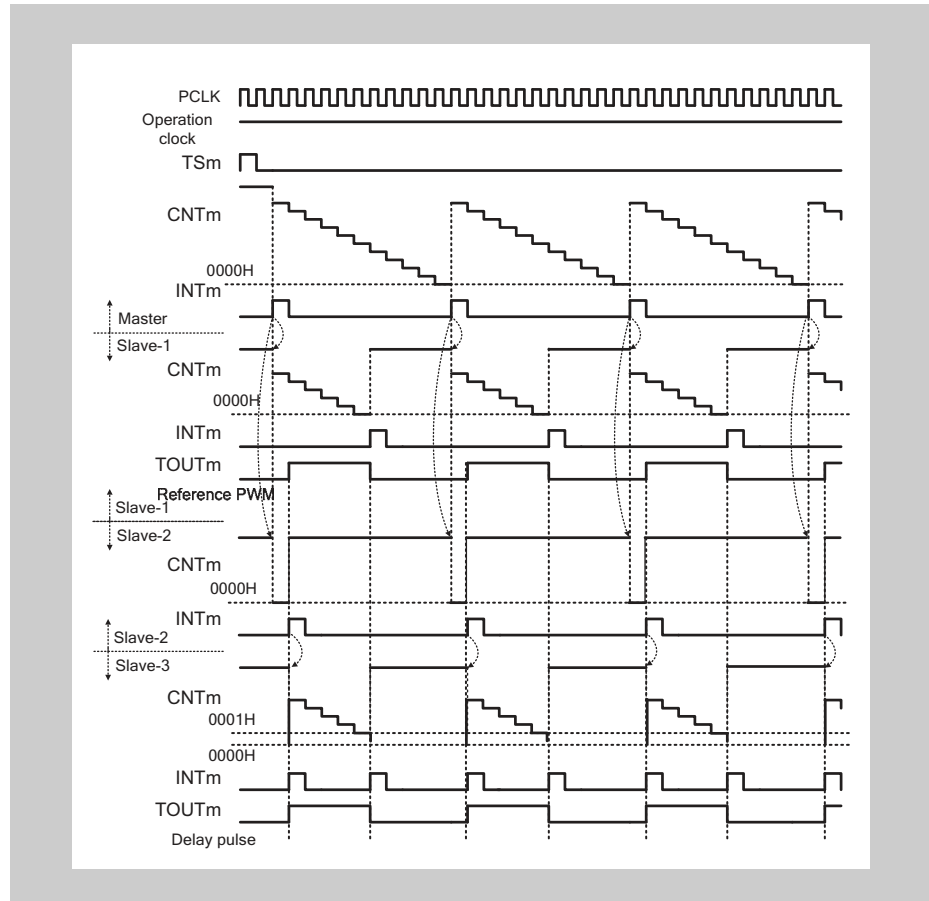 PCLK
Operation
clock
TSm
CNTm
0000H
INTm
Master
Slave-1
CNTm
0000H
INTm
TOUTm
Reference PWM
Slave-1
Slave-2
CNTm
0000H
INTm
Slave-2
Slave-3
CNTm
0001H
0000H
INTm
TOUTm
Delay pulse